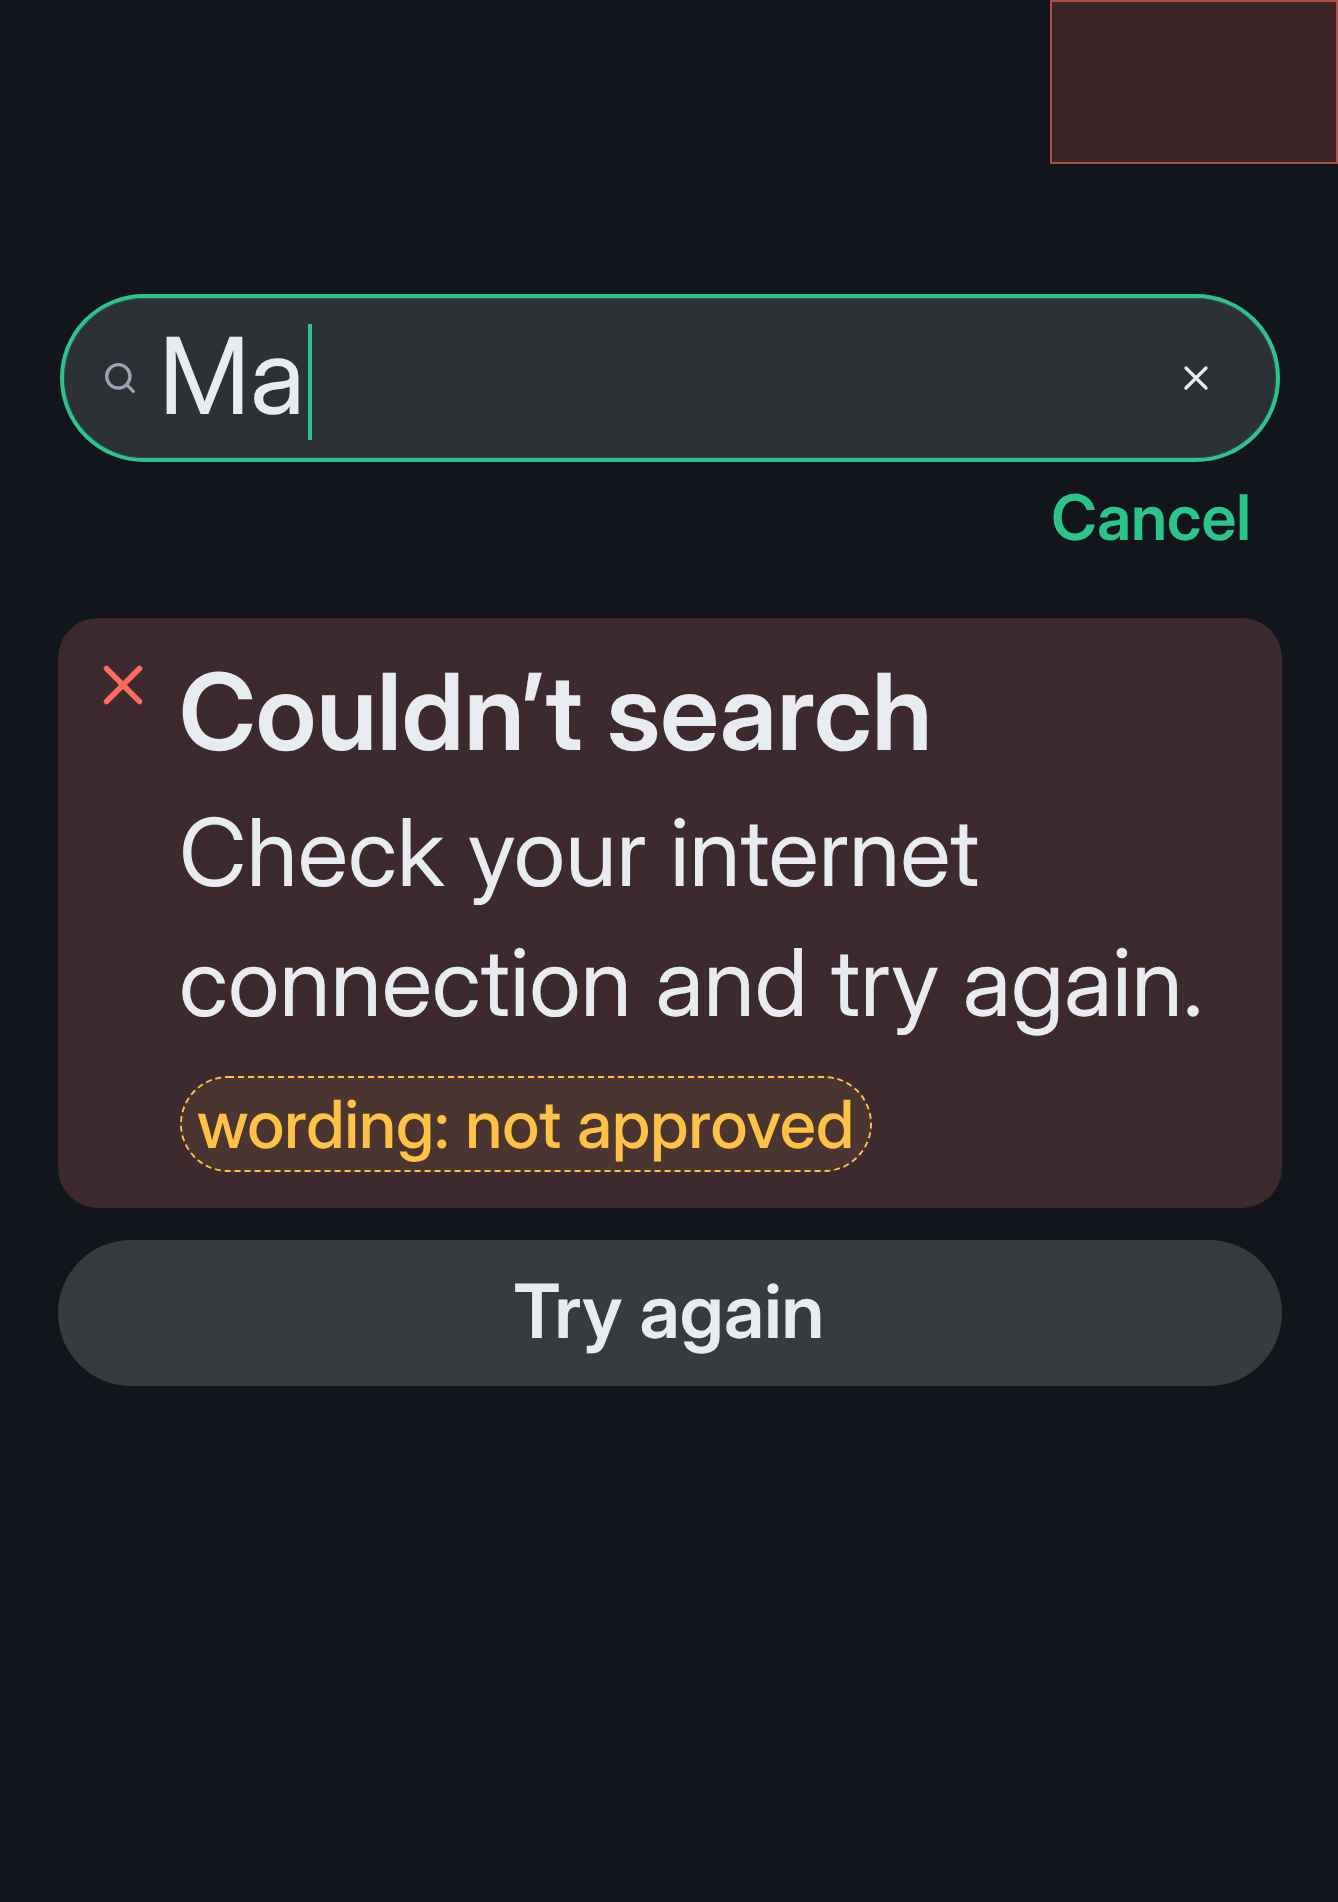 Ma
Cancel
Couldn’t search
Check your internet
connection and try again.
wording: not approved
Try again